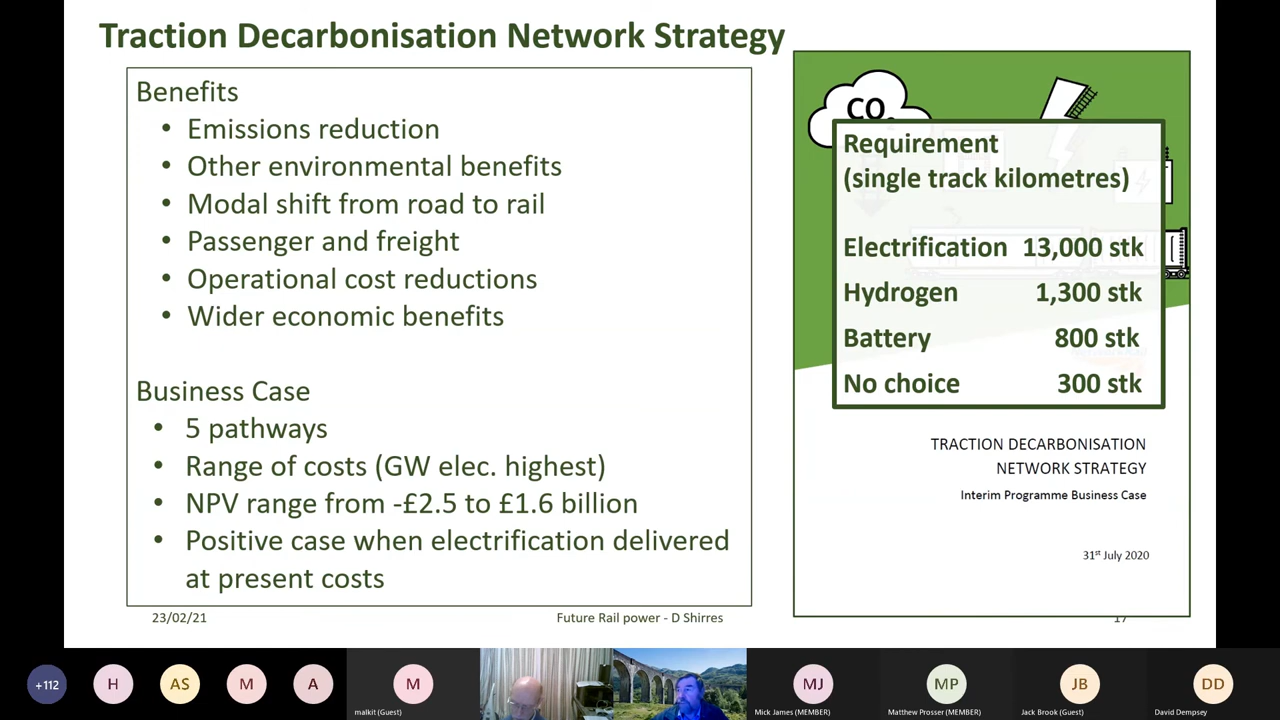 Traction Decarbonisation Network Strategy
Benefits
• Emissions reduction
• Other environmental benefits
• Modal shift from road to rail
• Passenger and freight
• Operational cost reductions
• Wider economic benefits
Business Case
• 5 pathways
• Range of costs (GW elec. highest)
• NPV range from -£2.5 to £1.6 billion
• Positive case when electrification delivered
at present costs
CO
Requirement
(single track kilometres)
Electrification 13,000 stk
Hydrogen 1,300 stk
Battery 800 stk
No choice 300 stk
TRACTION DECARBONISATION
NETWORK STRATEGY
Interim Programme Business Case
31st July 2020
23/02/21
Future Rail power - D Shirres
17
+112
H
AS
M
A
M
malkit (Guest)
MJ
Mick James (MEMBER)
MP
Matthew Prosser (MEMBER)
JB
Jack Brook (Guest)
DD
David Dempsey